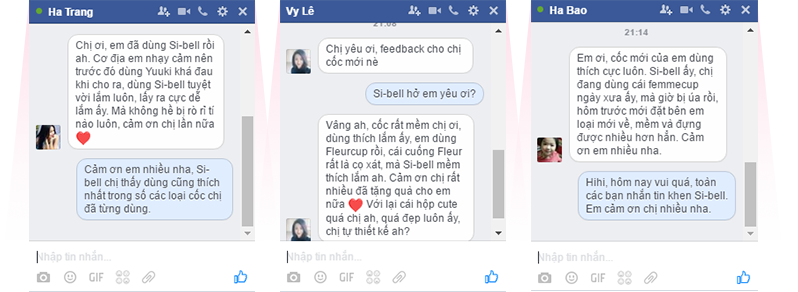 Ha Trang
Chị ơi, em đã dùng Si-bell rồi
ah. Cơ địa em nhạy cảm nên
trước đó dùng Yuuki khá đau
khi cho ra, dùng Si-bell tuyệt
vời lắm luôn, lấy ra cực dễ
lắm ấy. Mà không hề bị rò rỉ tí
nào luôn, cảm ơn chị lần nữa
Cảm ơn em nhiều nha, Si-
bell chị thấy dùng cũng thích
nhất trong số các loại cốc chị
đã từng dùng.
Nhập tin nhắn...
GIF
Vy Lê
21:08
Chị yêu ơi, feedback cho chị
cốc mới nè
Si-bell hở em yêu ơi?
Vâng ah, cốc rất mềm chị ơi,
dùng thích lắm ấy, em dùng
Fleurcup rồi, cái cuống Fleur
rất là cọ xát, mà Si-bell mềm
thích lắm ah. Cảm ơn chị rất
nhiều đã tặng quà cho em
nữa Với lại cái hộp cute
quá chị ah, quá đẹp luôn ấy,
chị tự thiết kế ah?
Nhập tin nhắn...
GIF
Ha Bao
21:14
Em ơi, cốc mới của em dùng
thích cực luôn. Si-bell ấy, chị
đang dùng cái femmecup
ngày xưa ấy, mà giờ bị úa rồi,
hôm trước mới đặt bên em
loại mới về, mềm và đựng
được nhiều hơn hẳn. Cảm
ơn em nhiều nha.
Hihi, hôm nay vui quá, toàn
các bạn nhắn tin khen Si-bell.
Em cảm ơn chị nhiều nha.
Nhập tin nhắn...
GIF